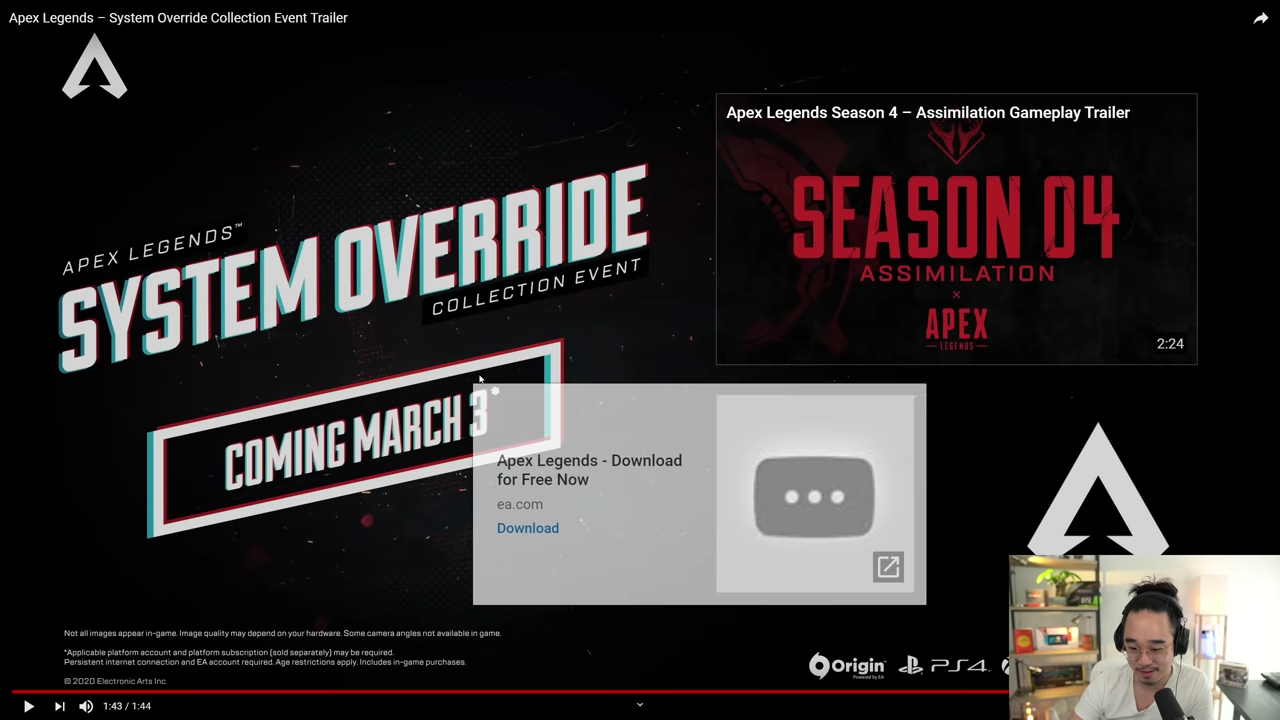 Apex Legends – System Override Collection Event Trailer
APEX LEGENDS™
SYSTEM OVERRIDE
COLLECTION EVENT
COMING MARCH 3*
Apex Legends Season 4 – Assimilation Gameplay Trailer
SEASON 04
ASSIMILATION
×
APEX
LEGENDS
2:24
Apex Legends - Download
for Free Now
ea.com
Download
Not all images appear in-game. Image quality may depend on your hardware. Some camera angles not available in game.
*Applicable platform account and platform subscription (sold separately) may be required.
Persistent internet connection and EA account required. Age restrictions apply. Includes in-game purchases.
© 2020 Electronic Arts Inc.
Origin
Powered by EA
PS4
1:43 / 1:44